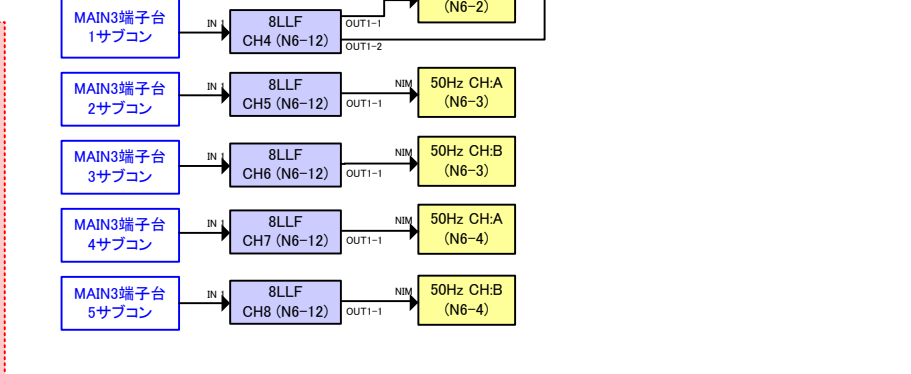 (N6-2)
MAIN3端子台
1サブコン
IN 1
8LLF
CH4 (N6-12)
OUT1-1
OUT1-2
MAIN3端子台
2サブコン
IN 1
8LLF
CH5 (N6-12)
OUT1-1
NIM
50Hz CH:A
(N6-3)
MAIN3端子台
3サブコン
IN 1
8LLF
CH6 (N6-12)
OUT1-1
NIM
50Hz CH:B
(N6-3)
MAIN3端子台
4サブコン
IN 1
8LLF
CH7 (N6-12)
OUT1-1
NIM
50Hz CH:A
(N6-4)
MAIN3端子台
5サブコン
IN 1
8LLF
CH8 (N6-12)
OUT1-1
NIM
50Hz CH:B
(N6-4)